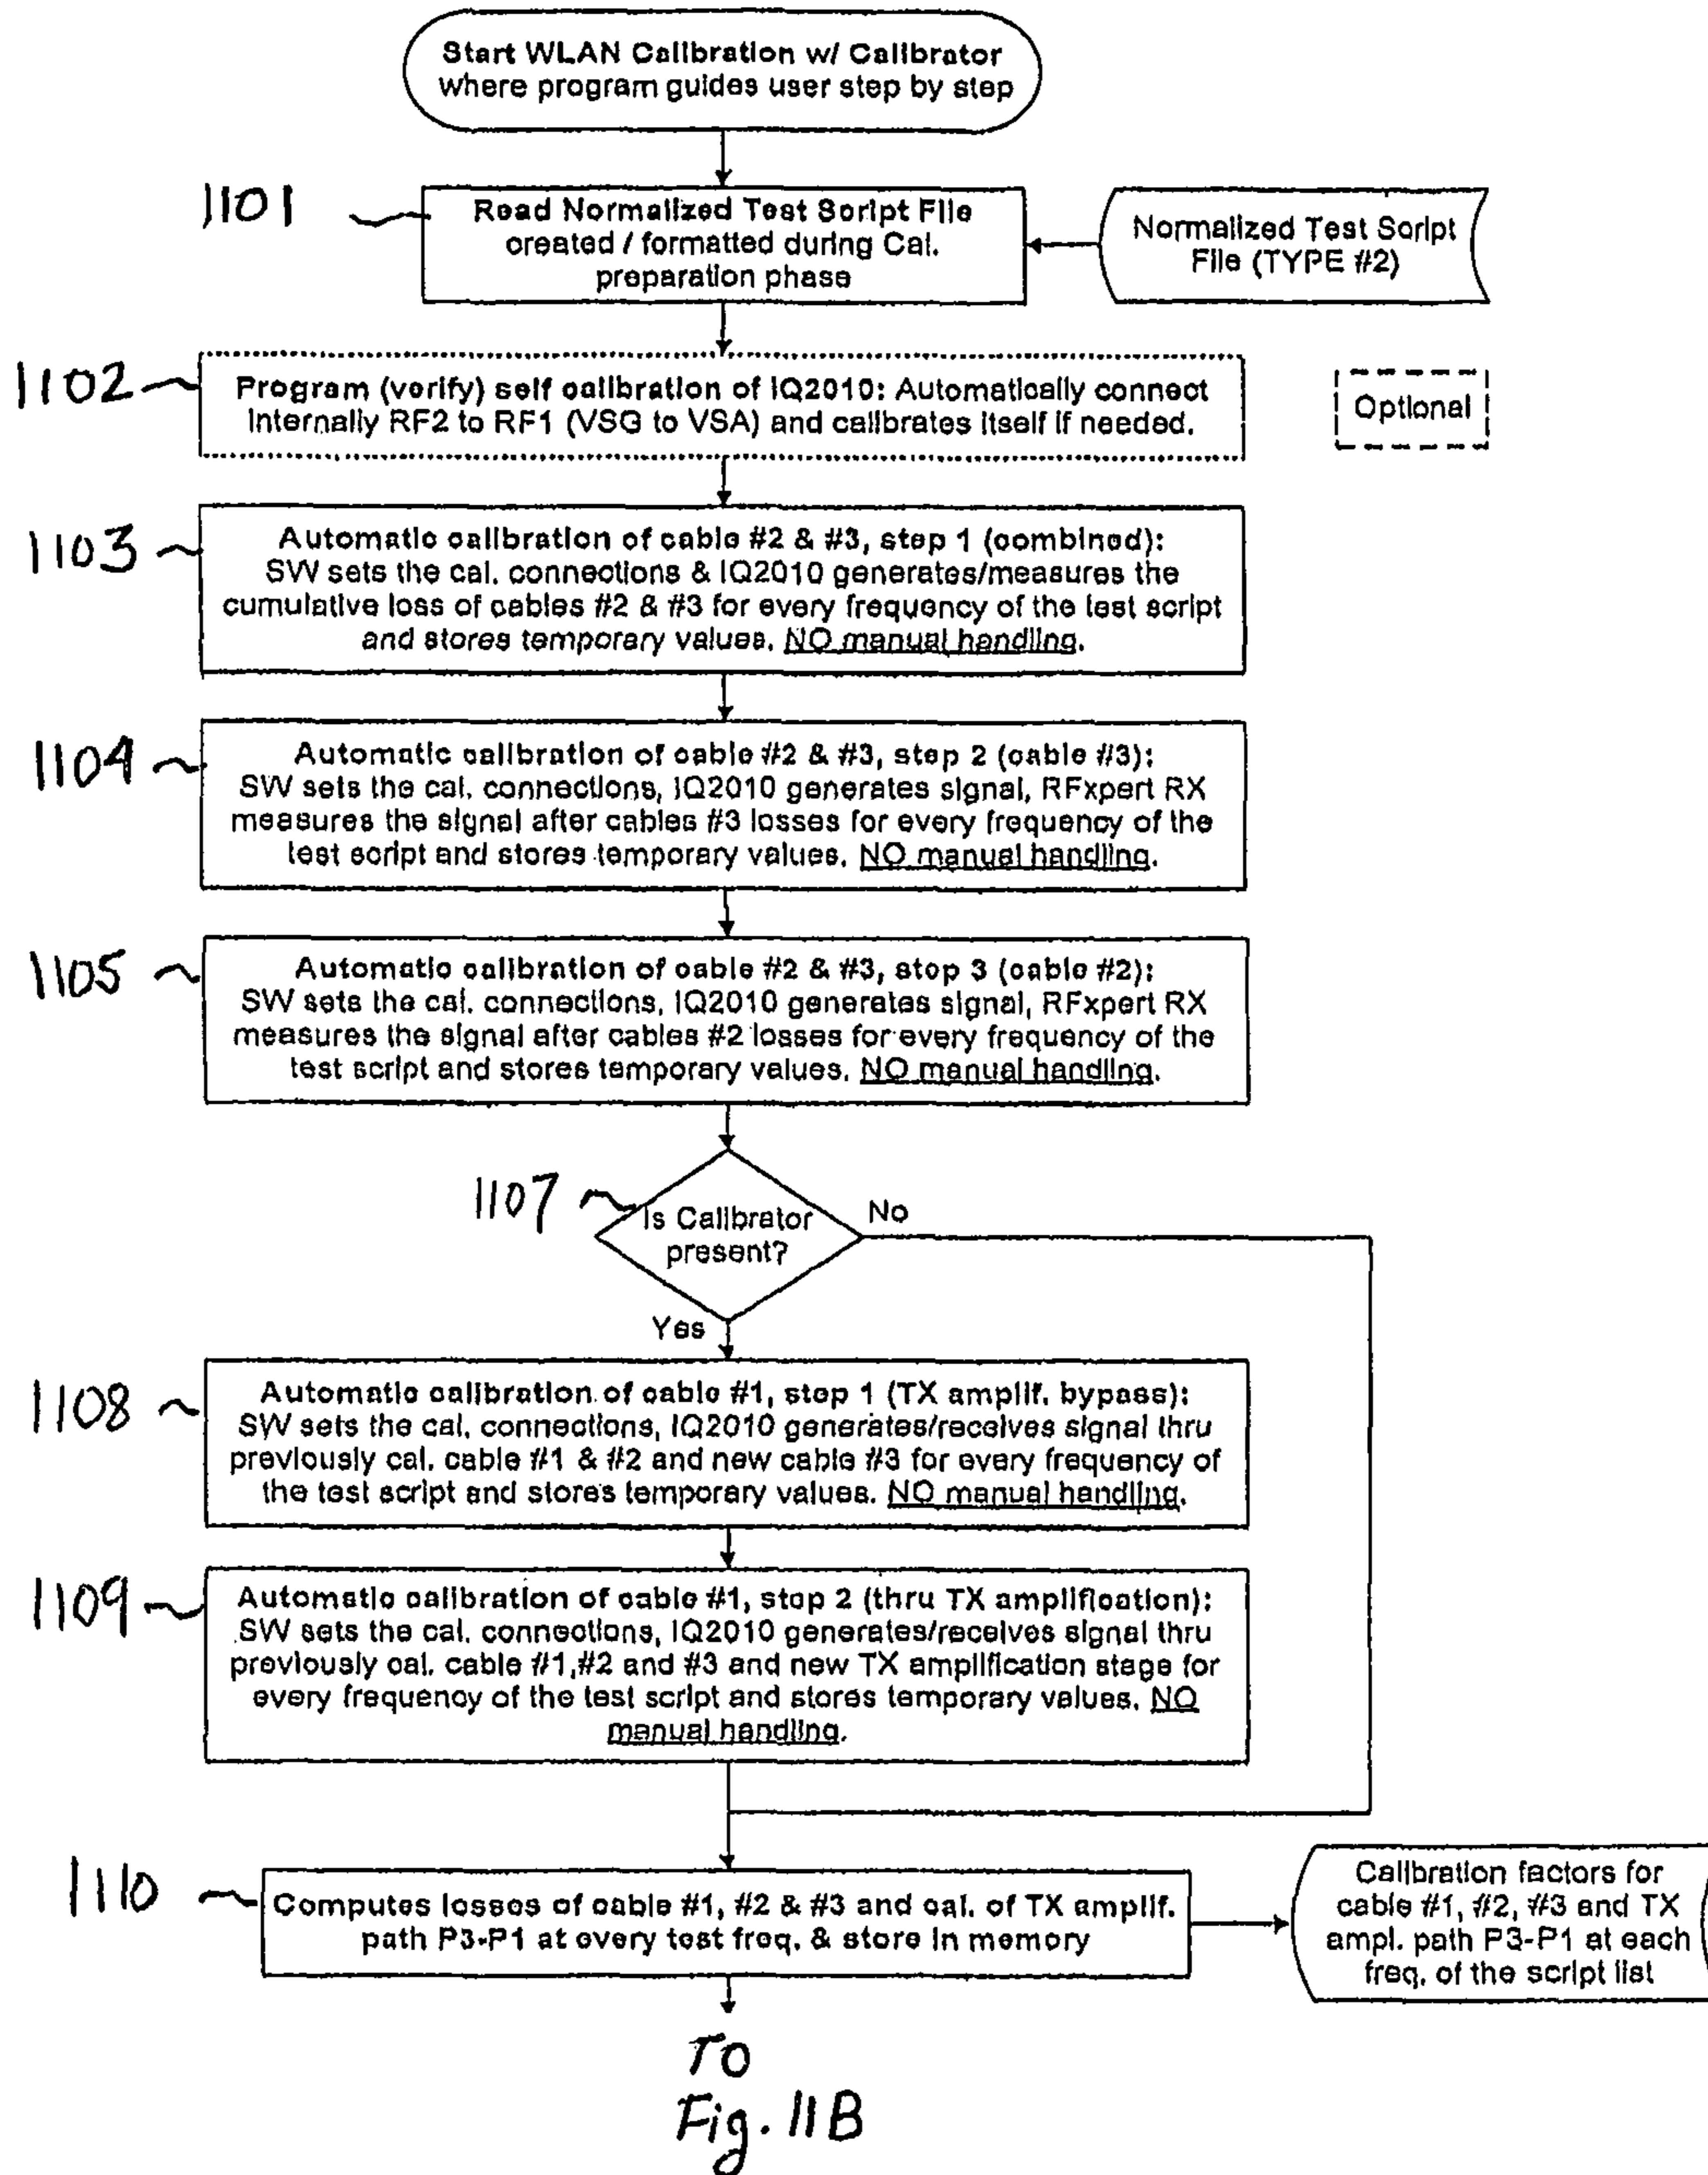 Start WLAN Calibration w/ Calibrator
where program guides user step by step
1101
Read Normalized Test Script File
created / formatted during Cal.
preparation phase
Normalized Test Script
File (TYPE #2)
1102
Program (verify) self calibration of IQ2010: Automatically connect
Internally RF2 to RF1 (VSG to VSA) and calibrates itself if needed.
Optional
1103
Automatic calibration of cable #2 & #3, step 1 (combined):
SW sets the cal. connections & IQ2010 generates/measures the
cumulative loss of cables #2 & #3 for every frequency of the test script
and stores temporary values. NO manual handling.
1104
Automatic calibration of cable #2 & #3, step 2 (cable #3):
SW sets the cal. connections, IQ2010 generates signal, RFxpert RX
measures the signal after cables #3 losses for every frequency of the
test script and stores temporary values. NO manual handling.
1105
Automatic calibration of cable #2 & #3, step 3 (cable #2):
SW sets the cal. connections, IQ2010 generates signal, RFxpert RX
measures the signal after cables #2 losses for every frequency of the
test script and stores temporary values. NO manual handling.
1107
Is Calibrator
present?
No
Yes
1108
Automatic calibration of cable #1, step 1 (TX amplif. bypass):
SW sets the cal. connections, IQ2010 generates/receives signal thru
previously cal. cable #1 & #2 and new cable #3 for every frequency of
the test script and stores temporary values. NO manual handling.
1109
Automatic calibration of cable #1, step 2 (thru TX amplification):
SW sets the cal. connections, IQ2010 generates/receives signal thru
previously cal. cable #1,#2 and #3 and new TX amplification stage for
every frequency of the test script and stores temporary values. NO
manual handling.
1110
Computes losses of cable #1, #2 & #3 and cal. of TX amplif.
path P3-P1 at every test freq. & store in memory
Calibration factors for
cable #1, #2, #3 and TX
ampl. path P3-P1 at each
freq. of the script list
TO
Fig. 11B